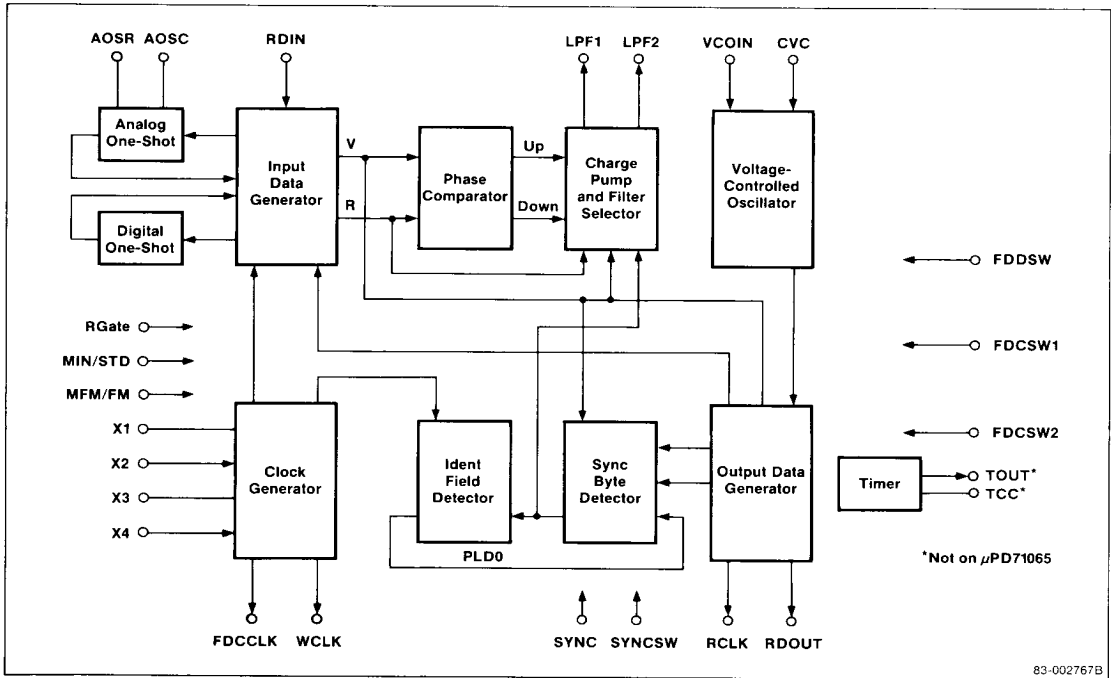 AOSR AOSC RDIN LPF1 LPF2 VCOIN CVC
Analog
One-Shot
Digital
One-Shot
Input
Data
Generator
V
R
Phase
Comparator
Up
Down
Charge
Pump
and Filter
Selector
Voltage-
Controlled
Oscillator
FDDSW
FDCSW1
FDCSW2
RGate
MIN/STD
MFM/FM
X1
X2
X3
X4
Clock
Generator
Ident
Field
Detector
PLD0
Sync
Byte
Detector
Output Data
Generator
Timer
TOUT*
TCC*
*Not on μPD71065
FDCCLK WCLK SYNC SYNCSW RCLK RDOUT
83-002767B